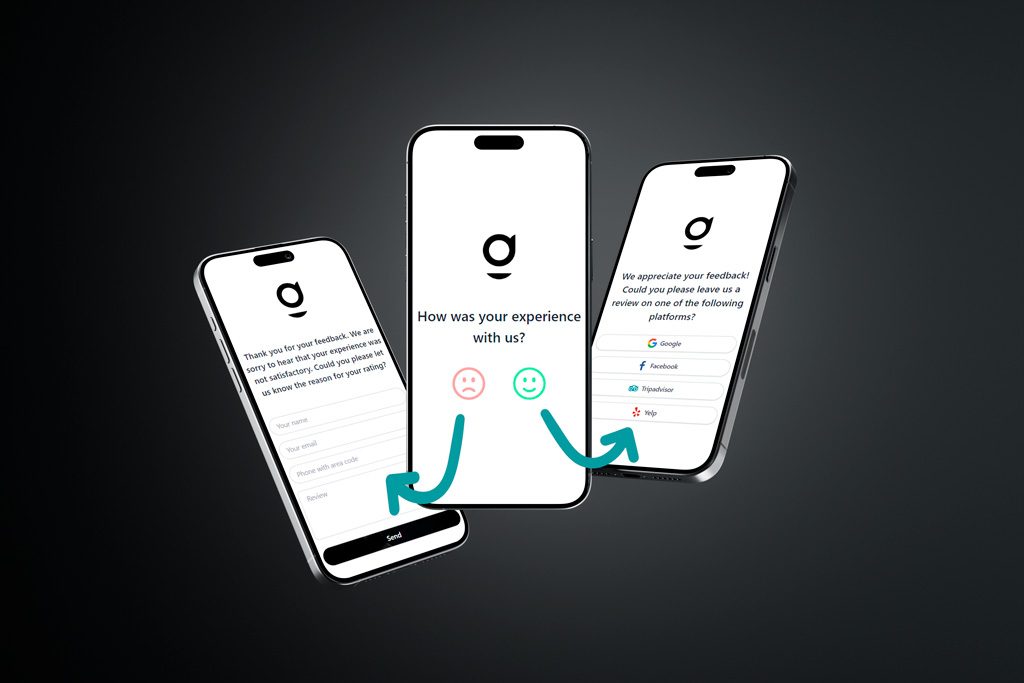 How was your experience
with us?
Thank you for your feedback. We are
sorry to hear that your experience was
not satisfactory. Could you please let
us know the reason for your rating?
Your name
Your email
Phone with area code
Review
Send
We appreciate your feedback!
Could you please leave us a
review on one of the following
platforms?
Google
Facebook
Tripadvisor
Yelp